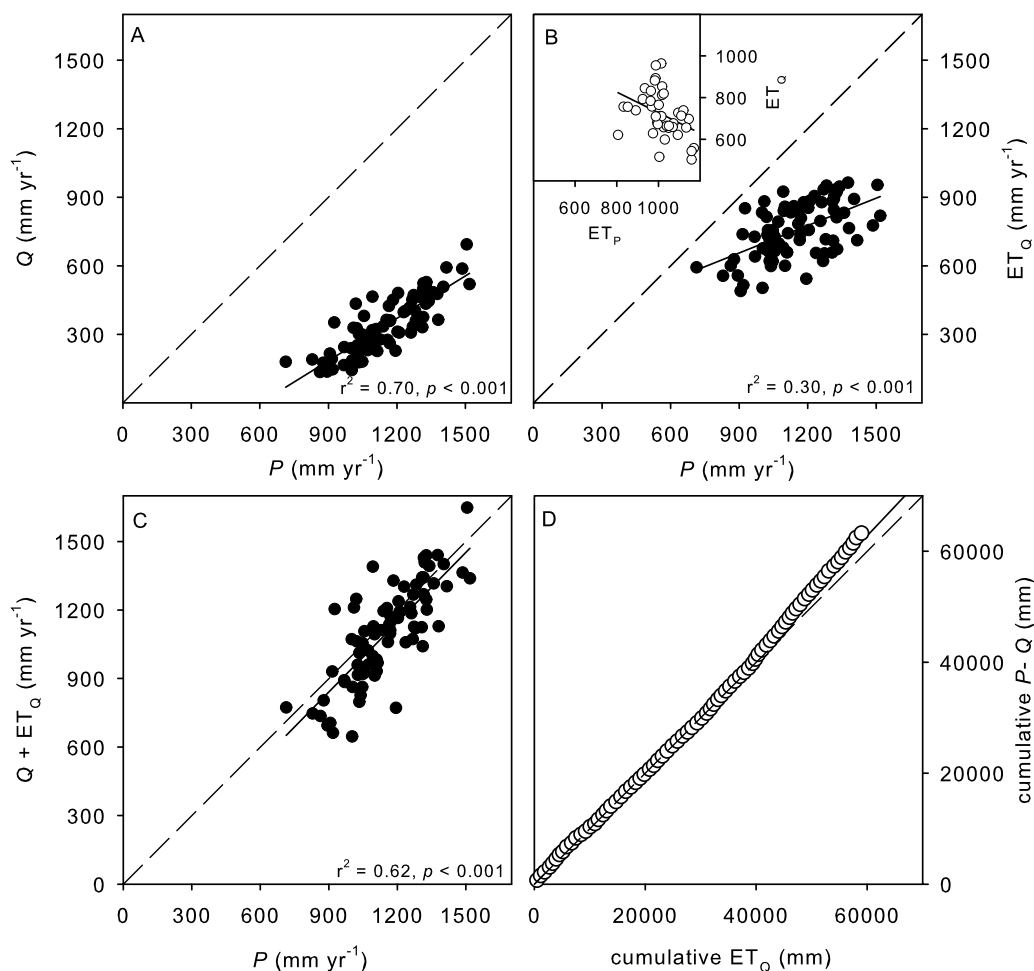 A
1500
1200
900
600
300
0
Q (mm yr-1)
r2 = 0.70, p < 0.001
0 300 600 900 1200 1500
P (mm yr-1)
B
1000
800
600
ETQ
600 800 1000
ETP
1500
1200
900
600
300
ETQ (mm yr-1)
r2 = 0.30, p < 0.001
0 300 600 900 1200 1500
P (mm yr-1)
C
1500
1200
900
600
300
0
Q + ETQ (mm yr-1)
r2 = 0.62, p < 0.001
0 300 600 900 1200 1500
P (mm yr-1)
D
60000
40000
20000
0
cumulative P- Q (mm)
0 20000 40000 60000
cumulative ETQ (mm)